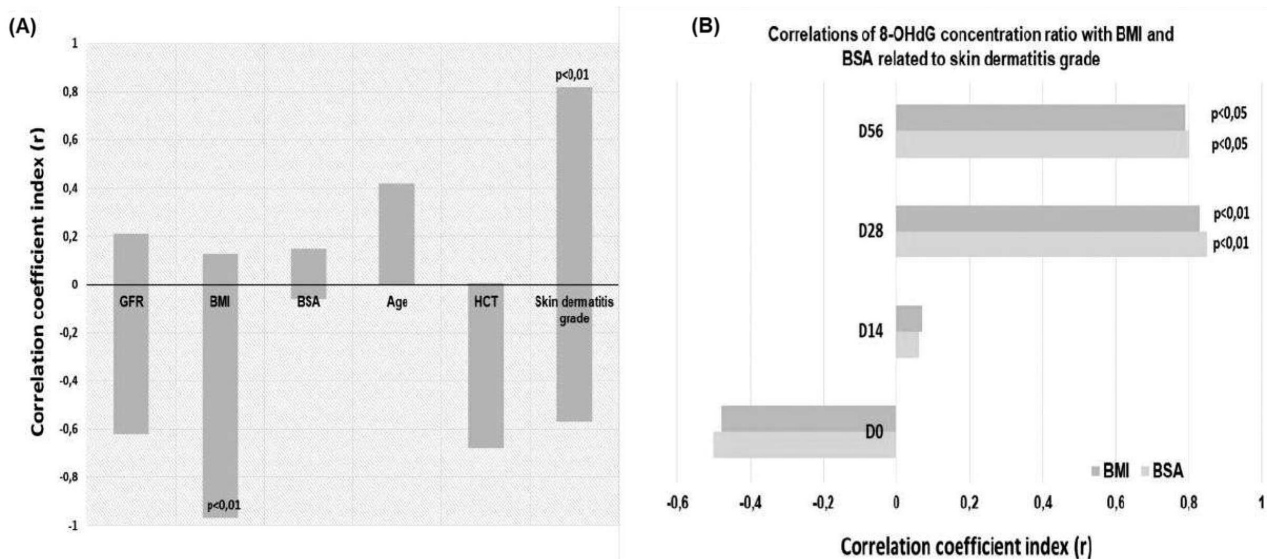 (A)
Correlation coefficient index (r)
1
0,8
0,6
0,4
0,2
0
-0,2
-0,4
-0,6
-0,8
-1
p<0,01
GFR
BMI
BSA
Age
HCT
Skin dermatitis
grade
p<0,01
(B)
Correlations of 8-OHdG concentration ratio with BMI and
BSA related to skin dermatitis grade
D56
p<0,05
p<0,05
D28
p<0,01
p<0,01
D14
D0
BMI BSA
-0,6 -0,4 -0,2 0 0,2 0,4 0,6 0,8 1
Correlation coefficient index (r)